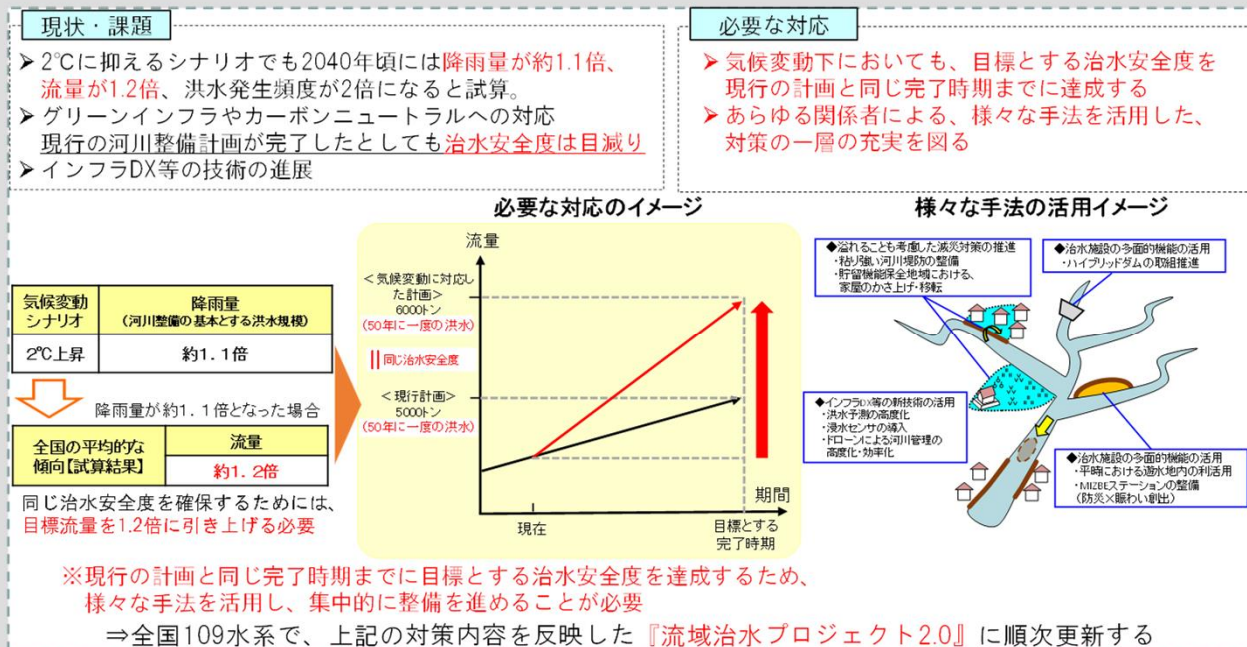 現状・課題
➢ 2℃に抑えるシナリオでも2040年頃には降雨量が約1.1倍、
流量が1.2倍、洪水発生頻度が2倍になると試算。
➢ グリーンインフラやカーボンニュートラルへの対応
現行の河川整備計画が完了したとしても治水安全度は目減り
➢ インフラDX等の技術の進展
必要な対応
➢ 気候変動下においても、目標とする治水安全度を
現行の計画と同じ完了時期までに達成する
➢ あらゆる関係者による、様々な手法を活用した、
対策の一層の充実を図る
気候変動
シナリオ
降雨量
(河川整備の基本とする洪水規模)
2℃上昇
約1.1倍
降雨量が約1.1倍となった場合
全国の平均的な
傾向【試算結果】
流量
約1.2倍
同じ治水安全度を確保するためには、
目標流量を1.2倍に引き上げる必要
必要な対応のイメージ
流量
＜気候変動に対応し
た計画＞
6000トン
(50年に一度の洪水)
同じ治水安全度
＜現行計画＞
5000トン
(50年に一度の洪水)
期間
現在
目標とする
完了時期
様々な手法の活用イメージ
◆溢れることも考慮した減災対策の推進
・粘り強い河川堤防の整備
・貯留機能保全地域における、
家屋のかさ上げ・移転
◆治水施設の多面的機能の活用
・ハイブリッドダムの取組推進
◆インフラDX等の新技術の活用
・洪水予測の高度化
・浸水センサの導入
・ドローンによる河川管理の
高度化・効率化
◆治水施設の多面的機能の活用
・平時における遊水地内の利活用
・MIZBEステーションの整備
(防災×賑わい創出)
※現行の計画と同じ完了時期までに目標とする治水安全度を達成するため、
様々な手法を活用し、集中的に整備を進めることが必要
⇒全国109水系で、上記の対策内容を反映した『流域治水プロジェクト2.0』に順次更新する